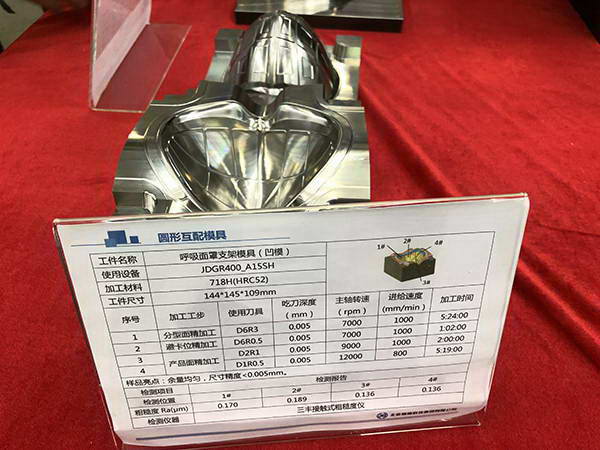 圆形互配模具
1# 2# 3# 4#
工件名称 呼吸面罩支架模具（凹模）
使用设备 JDGR400_A15SH
加工材料 718H(HRC52)
工件尺寸 144*145*109mm
序号 加工工步 使用刀具 吃刀深度（mm） 主轴转速（rpm） 进给速度(mm/min) 加工时间
1 分型面精加工 D6R3 0.005 7000 1000 5:24:00
2 避卡位精加工 D6R0.5 0.005 7000 1000 1:02:00
3 产品面精加工 D2R1 0.005 9000 1000 2:00:00
4 D1R0.5 0.005 12000 800 5:19:00
样品亮点：余量均匀，尺寸精度<0.005mm。
检测项目 检测报告
检测位置 1# 2# 3# 4#
粗糙度 Ra(μm) 0.170 0.189 0.136 0.136
检测仪器 三丰接触式粗糙度仪